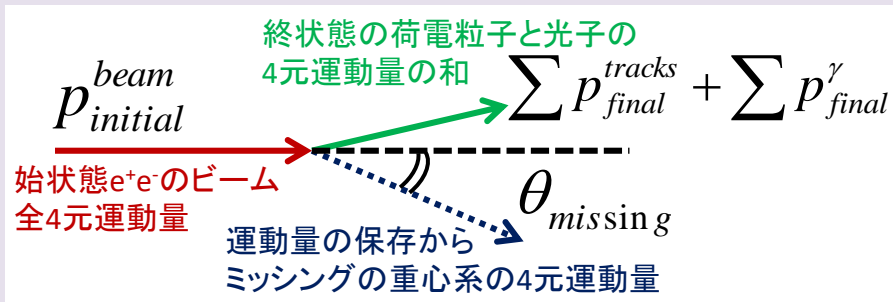 終状態の荷電粒子と光子の
4元運動量の和
p_{initial}^{beam}
∑ p_{final}^{tracks} + ∑ p_{final}^{γ}
始状態e⁺e⁻のビーム
全4元運動量
θ_{missing}
運動量の保存から
ミッシングの重心系の4元運動量